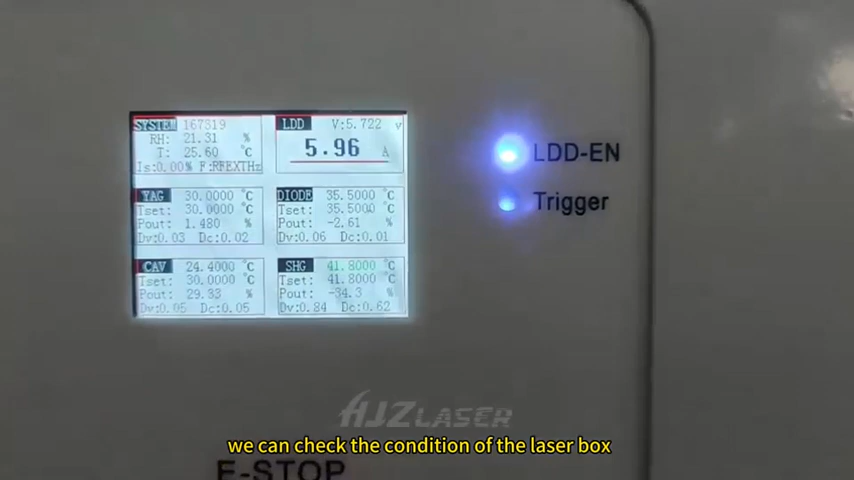 SYSTEM 167319
RH: 21.31 %
T: 25.60 °C
Is:0.00% F:RFEXTHz
LDD V:5.722 v
5.96 A
YAG 30.0000 °C
Tset: 30.0000 °C
Pout: 1.480 %
Dv:0.03 Dc:0.02
DIODE 35.5000 °C
Tset: 35.5000 °C
Pout: -2.61 %
Dv:0.06 Dc:0.01
CAV 24.4000 °C
Tset: 30.0000 °C
Pout: 29.33 %
Dv:0.05 Dc:0.05
SHG 41.8000 °C
Tset: 41.8000 °C
Pout: -34.3 %
Dv:0.84 Dc:0.62
LDD-EN
Trigger
HJZLASER
we can check the condition of the laser box
E-STOP